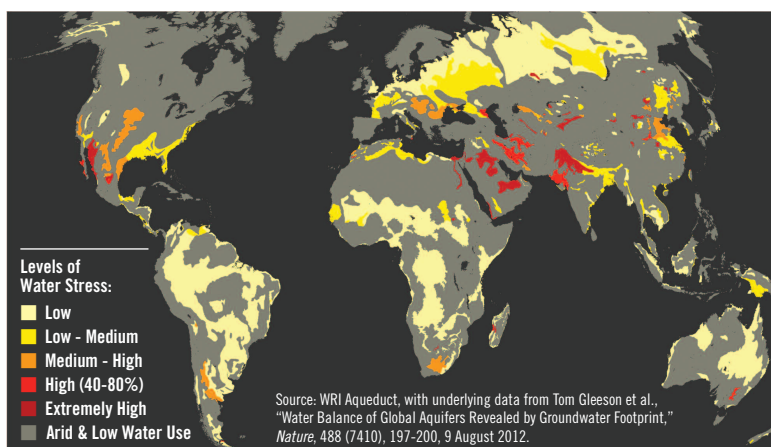 Levels of
Water Stress:
Low
Low - Medium
Medium - High
High (40-80%)
Extremely High
Arid & Low Water Use
Source: WRI Aqueduct, with underlying data from Tom Gleeson et al.,
“Water Balance of Global Aquifers Revealed by Groundwater Footprint,”
Nature, 488 (7410), 197-200, 9 August 2012.